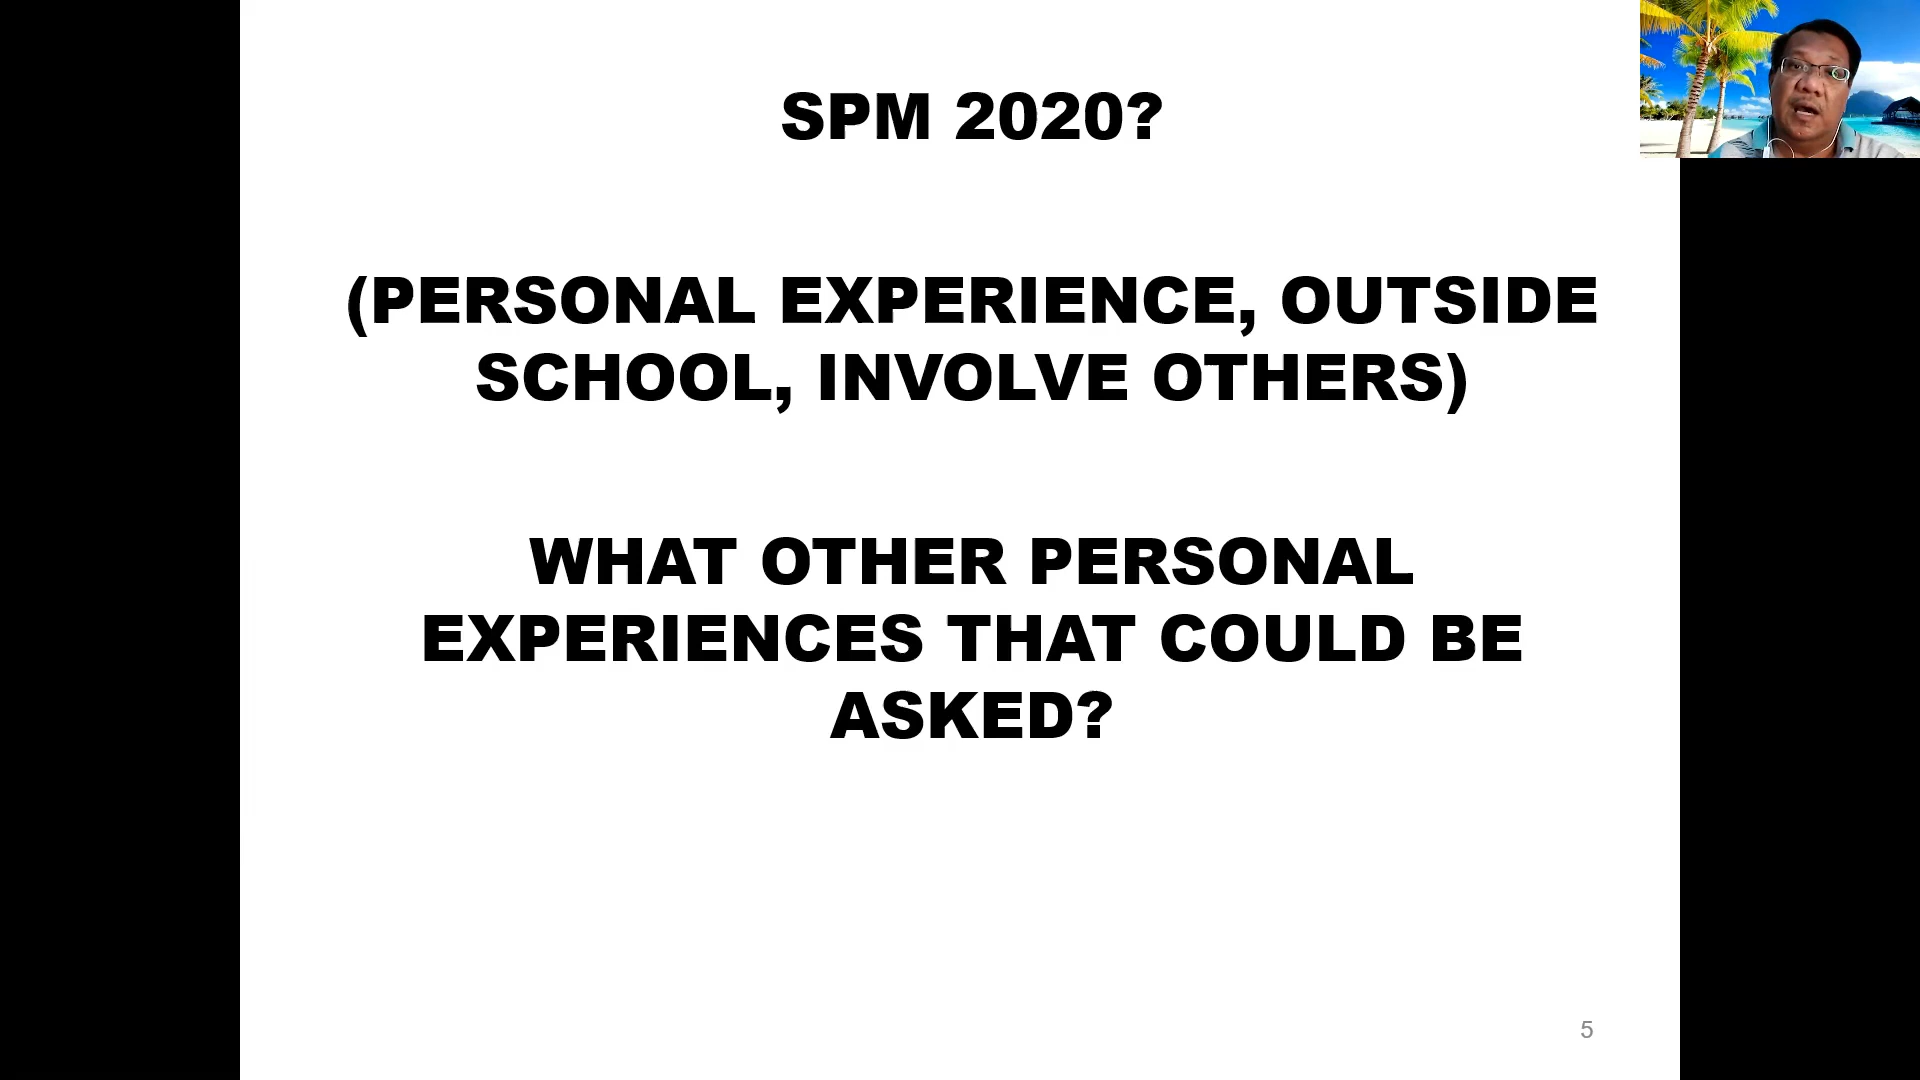 SPM 2020?
(PERSONAL EXPERIENCE, OUTSIDE
SCHOOL, INVOLVE OTHERS)
WHAT OTHER PERSONAL
EXPERIENCES THAT COULD BE
ASKED?
5